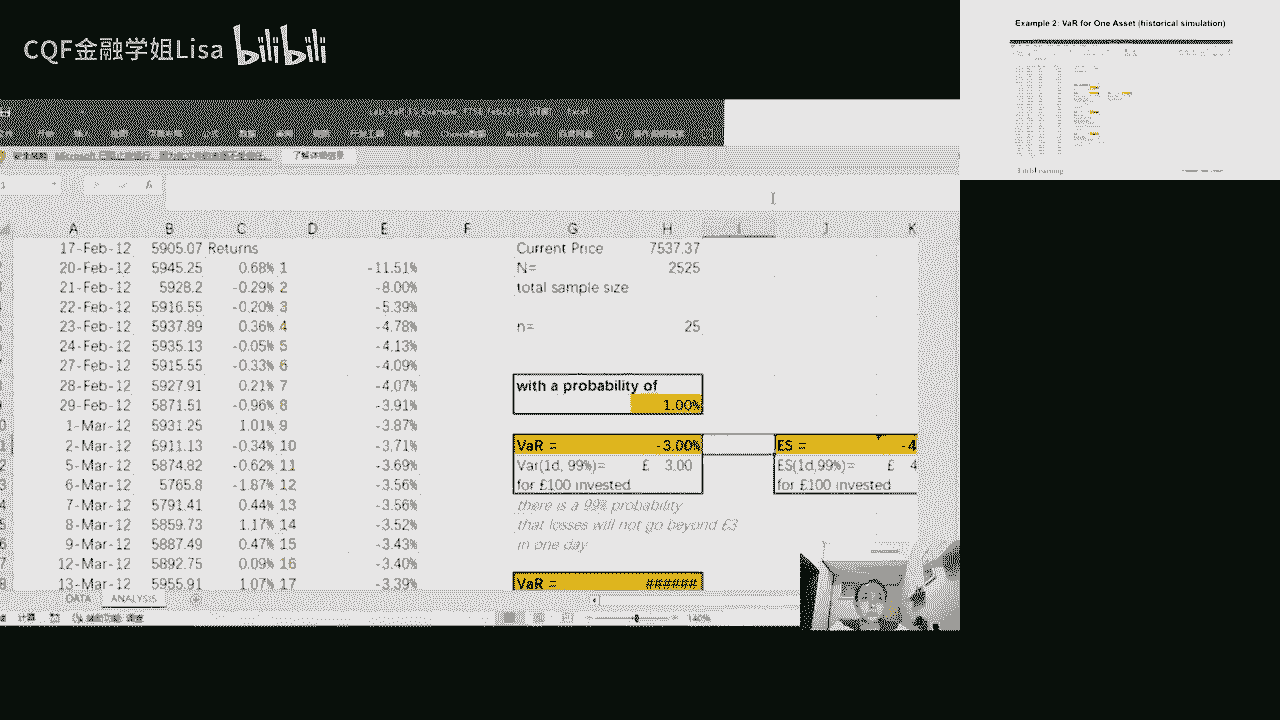 CQF金融学姐Lisa bilibili
Example 2: VaR for One Asset (historical simulation)
A B C D E F G H I J K
17-Feb-12 5905.07 Returns Current Price 7537.37
20-Feb-12 5945.25 0.68% 1 -11.51% N= 2525
21-Feb-12 5928.2 -0.29% 2 -8.00% total sample size
22-Feb-12 5916.55 -0.20% 3 -5.39%
23-Feb-12 5937.89 0.36% 4 -4.78% n= 25
24-Feb-12 5935.13 -0.05% 5 -4.13%
27-Feb-12 5915.55 -0.33% 6 -4.09%
28-Feb-12 5927.91 0.21% 7 -4.07% with a probability of
29-Feb-12 5871.51 -0.96% 8 -3.91% 1.00%
1-Mar-12 5931.25 1.01% 9 -3.87%
2-Mar-12 5911.13 -0.34% 10 -3.71% VaR = -3.00% ES = -4
5-Mar-12 5874.82 -0.62% 11 -3.69% Var(1d, 99%)= £ 3.00 ES(1d,99%)= £ 4
6-Mar-12 5765.8 -1.87% 12 -3.56% for £100 invested for £100 invested
7-Mar-12 5791.41 0.44% 13 -3.56% there is a 99% probability
8-Mar-12 5859.73 1.17% 14 -3.52% that losses will not go beyond £3
9-Mar-12 5887.49 0.47% 15 -3.43% in one day
12-Mar-12 5892.75 0.09% 16 -3.40%
13-Mar-12 5955.91 1.07% 17 -3.39% VaR = ######
DATA ANALYSIS
140%